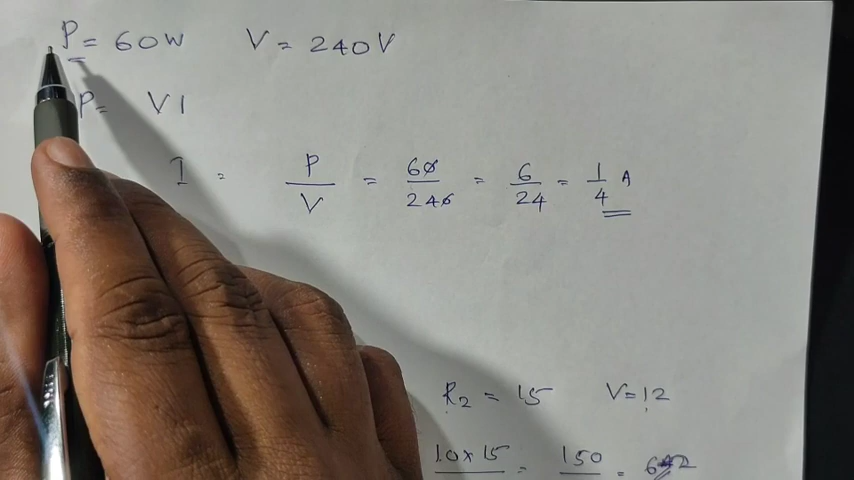 P = 60W V = 240V
P = VI
I = P/V = 60/240 = 6/24 = 1/4 A
R₂ = 15 V=12
10×15 = 150 =